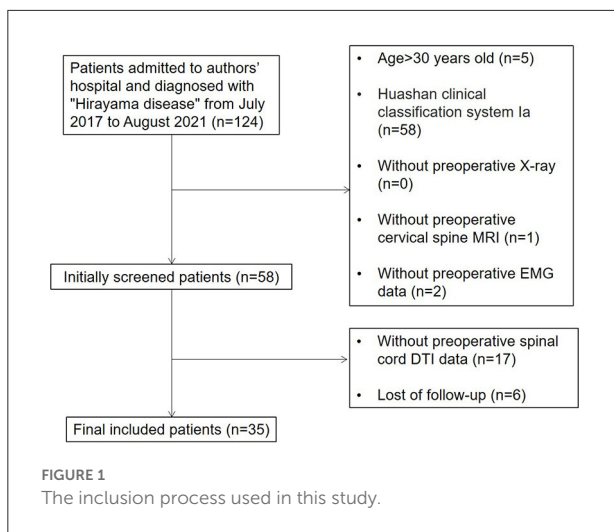 Patients admitted to authors'
hospital and diagnosed with
"Hirayama disease" from July
2017 to August 2021 (n=124)
• Age>30 years old (n=5)
• Huashan clinical
classification system Ia
(n=58)
• Without preoperative X-ray
(n=0)
• Without preoperative
cervical spine MRI (n=1)
• Without preoperative EMG
data (n=2)
Initially screened patients (n=58)
• Without preoperative spinal
cord DTI data (n=17)
• Lost of follow-up (n=6)
Final included patients (n=35)
FIGURE 1
The inclusion process used in this study.